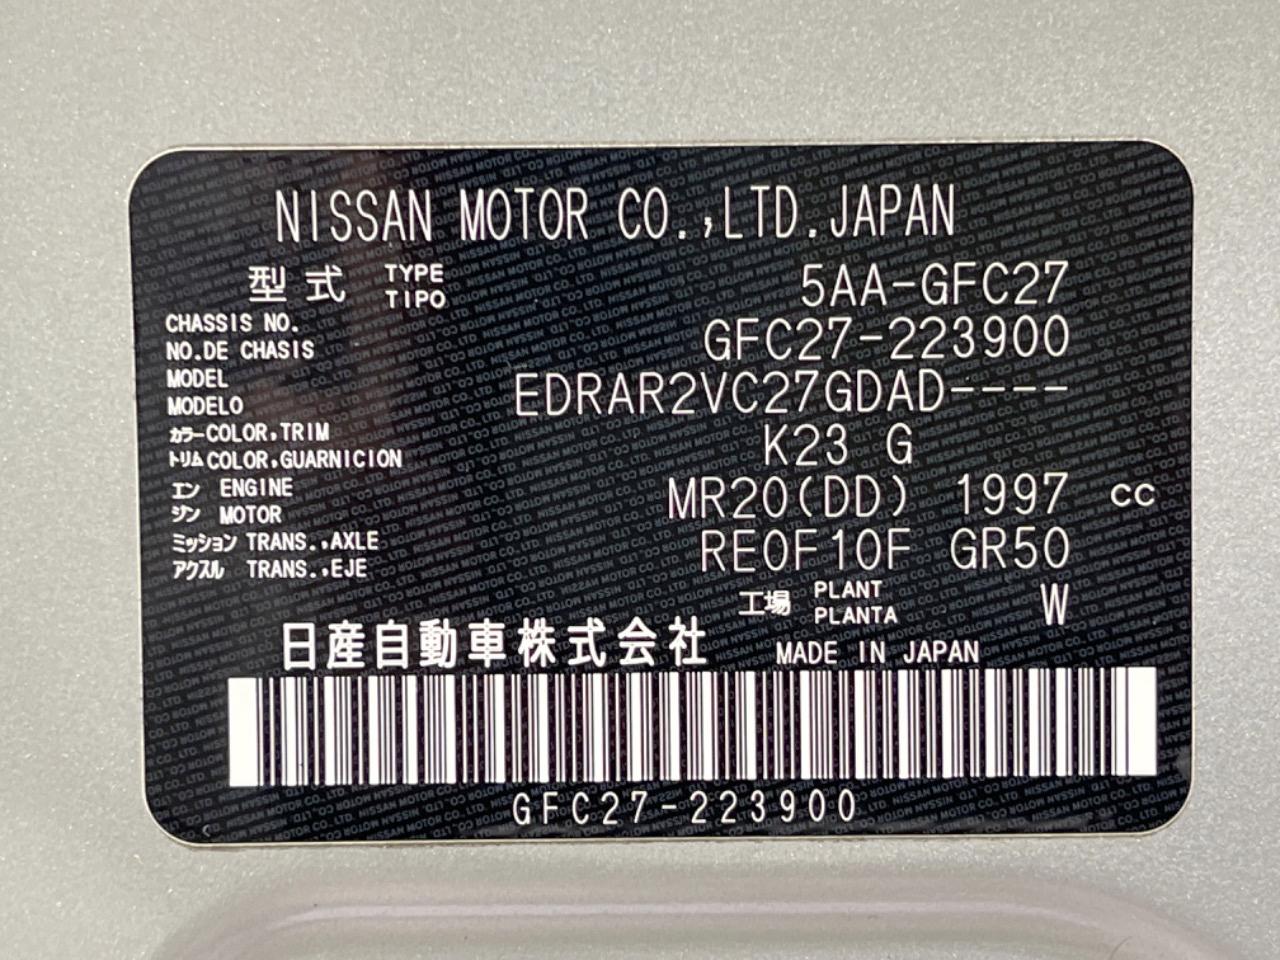 NISSAN MOTOR CO.,LTD.JAPAN
型式 TYPE TIPO 5AA-GFC27
CHASSIS NO.
NO.DE CHASIS GFC27-223900
MODEL
MODELO EDRAR2VC27GDAD----
カラー COLOR,TRIM
トリム COLOR,GUARNICION K23 G
エン ENGINE
ジン MOTOR MR20(DD) 1997 CC
ミッション TRANS.,AXLE
アクスル TRANS.,EJE RE0F10F GR50
工場 PLANT PLANTA W
日産自動車株式会社 MADE IN JAPAN
GFC27-223900